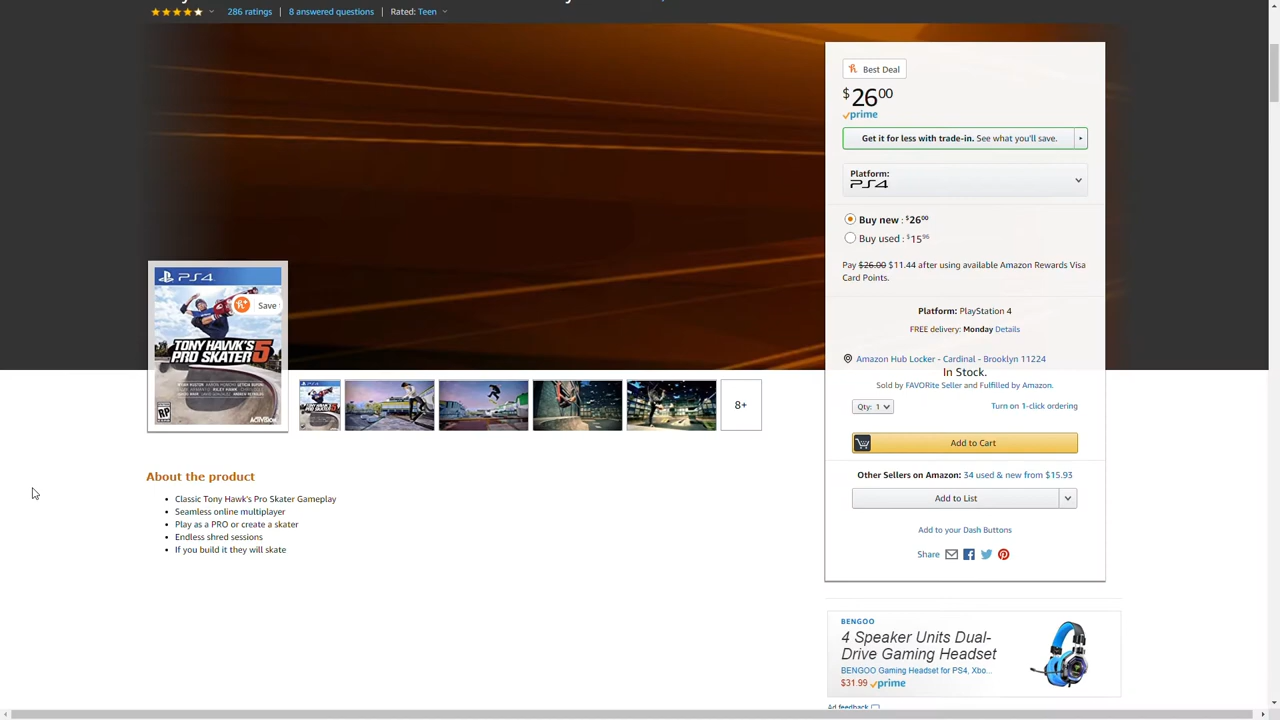 286 ratings | 8 answered questions | Rated: Teen
Best Deal
$26 00
prime
Get it for less with trade-in. See what you'll save.
Platform:
PS4
Buy new : $26 00
Buy used : $15 96
Pay $26.00 $11.44 after using available Amazon Rewards Visa
Card Points.
Platform: PlayStation 4
FREE delivery: Monday Details
Amazon Hub Locker - Cardinal - Brooklyn 11224
In Stock.
Sold by FAVORite Seller and Fulfilled by Amazon.
Qty: 1
Turn on 1-click ordering
Add to Cart
Other Sellers on Amazon: 34 used & new from $15.93
Add to List
Add to your Dash Buttons
Share
PS4
Save
TONY HAWK'S
PRO SKATER 5
RP
ACTIVISION
8+
About the product
Classic Tony Hawk's Pro Skater Gameplay
Seamless online multiplayer
Play as a PRO or create a skater
Endless shred sessions
If you build it they will skate
BENGOO
4 Speaker Units Dual-
Drive Gaming Headset
BENGOO Gaming Headset for PS4, Xbo...
$31.99 prime
Ad feedback